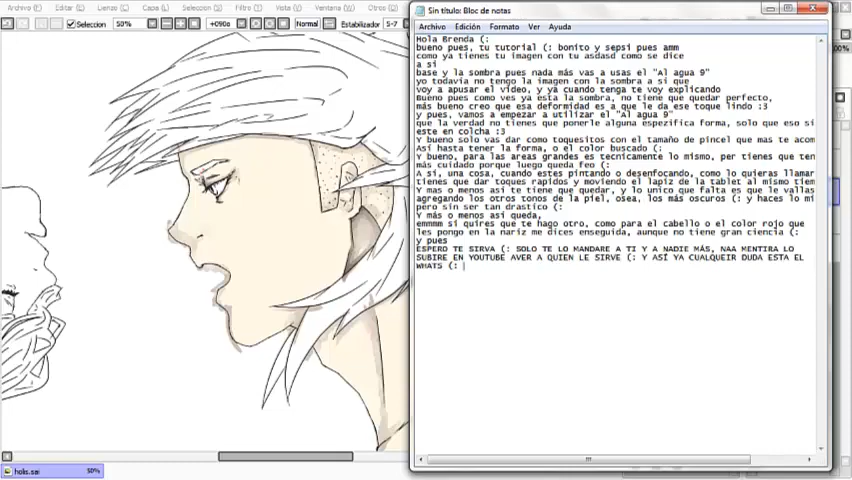 Archivo (F) Editar (E) Lienzo (C) Capa (L) Filtro (T) Selección (S) Vista (V) Ventana (W) Otros (O)
Seleccion 50% +090º Normal Estabilizador 5-7
Sin título: Bloc de notas
Archivo Edición Formato Ver Ayuda
Hola Brenda (:
bueno pues, tu tutorial (: bonito y sepsi pues amm
como ya tienes tu imagen con tu asdasd como se dice
a si
base y la sombra pues nada más vas a usas el "Al agua 9"
yo todavía no tengo la imagen con la sombra a si que
voy a apusar el video, y ya cuando tenga te voy explicando
Bueno pues como ves ya esta la sombra, no tiene que quedar perfecto,
más bueno creo que esa deformidad es a que le da ese toque lindo :3
y pues, vamos a empezar a utilizar el "Al agua 9"
que la verdad no tienes que ponerle alguna espezifica forma, solo que eso si
este en colcha :3
Y bueno solo vas dar como toquesitos con el tamaño de pincel que mas te acom
Así hasta tener la forma, o el color buscado (:
Y bueno, para las areas grandes es tecnicamente lo mismo, per tienes que ten
más cuidado porque luego queda feo (:
A si, una cosa, cuando estes pintando o desenfocando, como lo quieras llamar
tienes que dar toques rapidos y moviendo el lapiz de la tablet al mismo tiem
Y mas o menos asi te tiene que quedar, y lo unico que falta es que le vallas
agregando los otros tonos de la piel, osea, los más oscuros (: y haces lo mi
pero sin ser tan drastico (:
Y más o menos así queda,
emmmm si quires que te hago otro, como para el cabello o el color rojo que
les pongo en la nariz me dices enseguida, aunque no tiene gran ciencia (:
y pues
ESPERO TE SIRVA (: SOLO TE LO MANDARE A TI Y A NADIE MÁS, NAA MENTIRA LO
SUBIRE EN YOUTUBE AVER A QUIEN LE SIRVE (: Y ASÍ YA CUALQUEIR DUDA ESTA EL
WHATS (:
holis.sai 50%